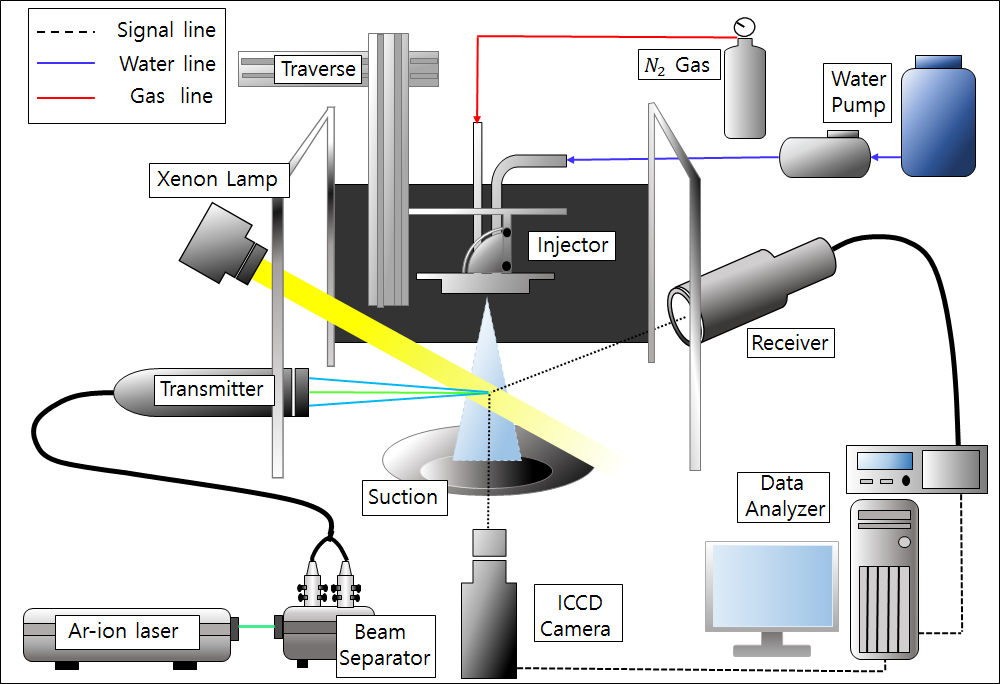 Signal line
Water line
Gas line
Traverse
N₂ Gas
Water
Pump
Xenon Lamp
Injector
Receiver
Transmitter
Suction
Data
Analyzer
ICCD
Camera
Ar-ion laser
Beam
Separator